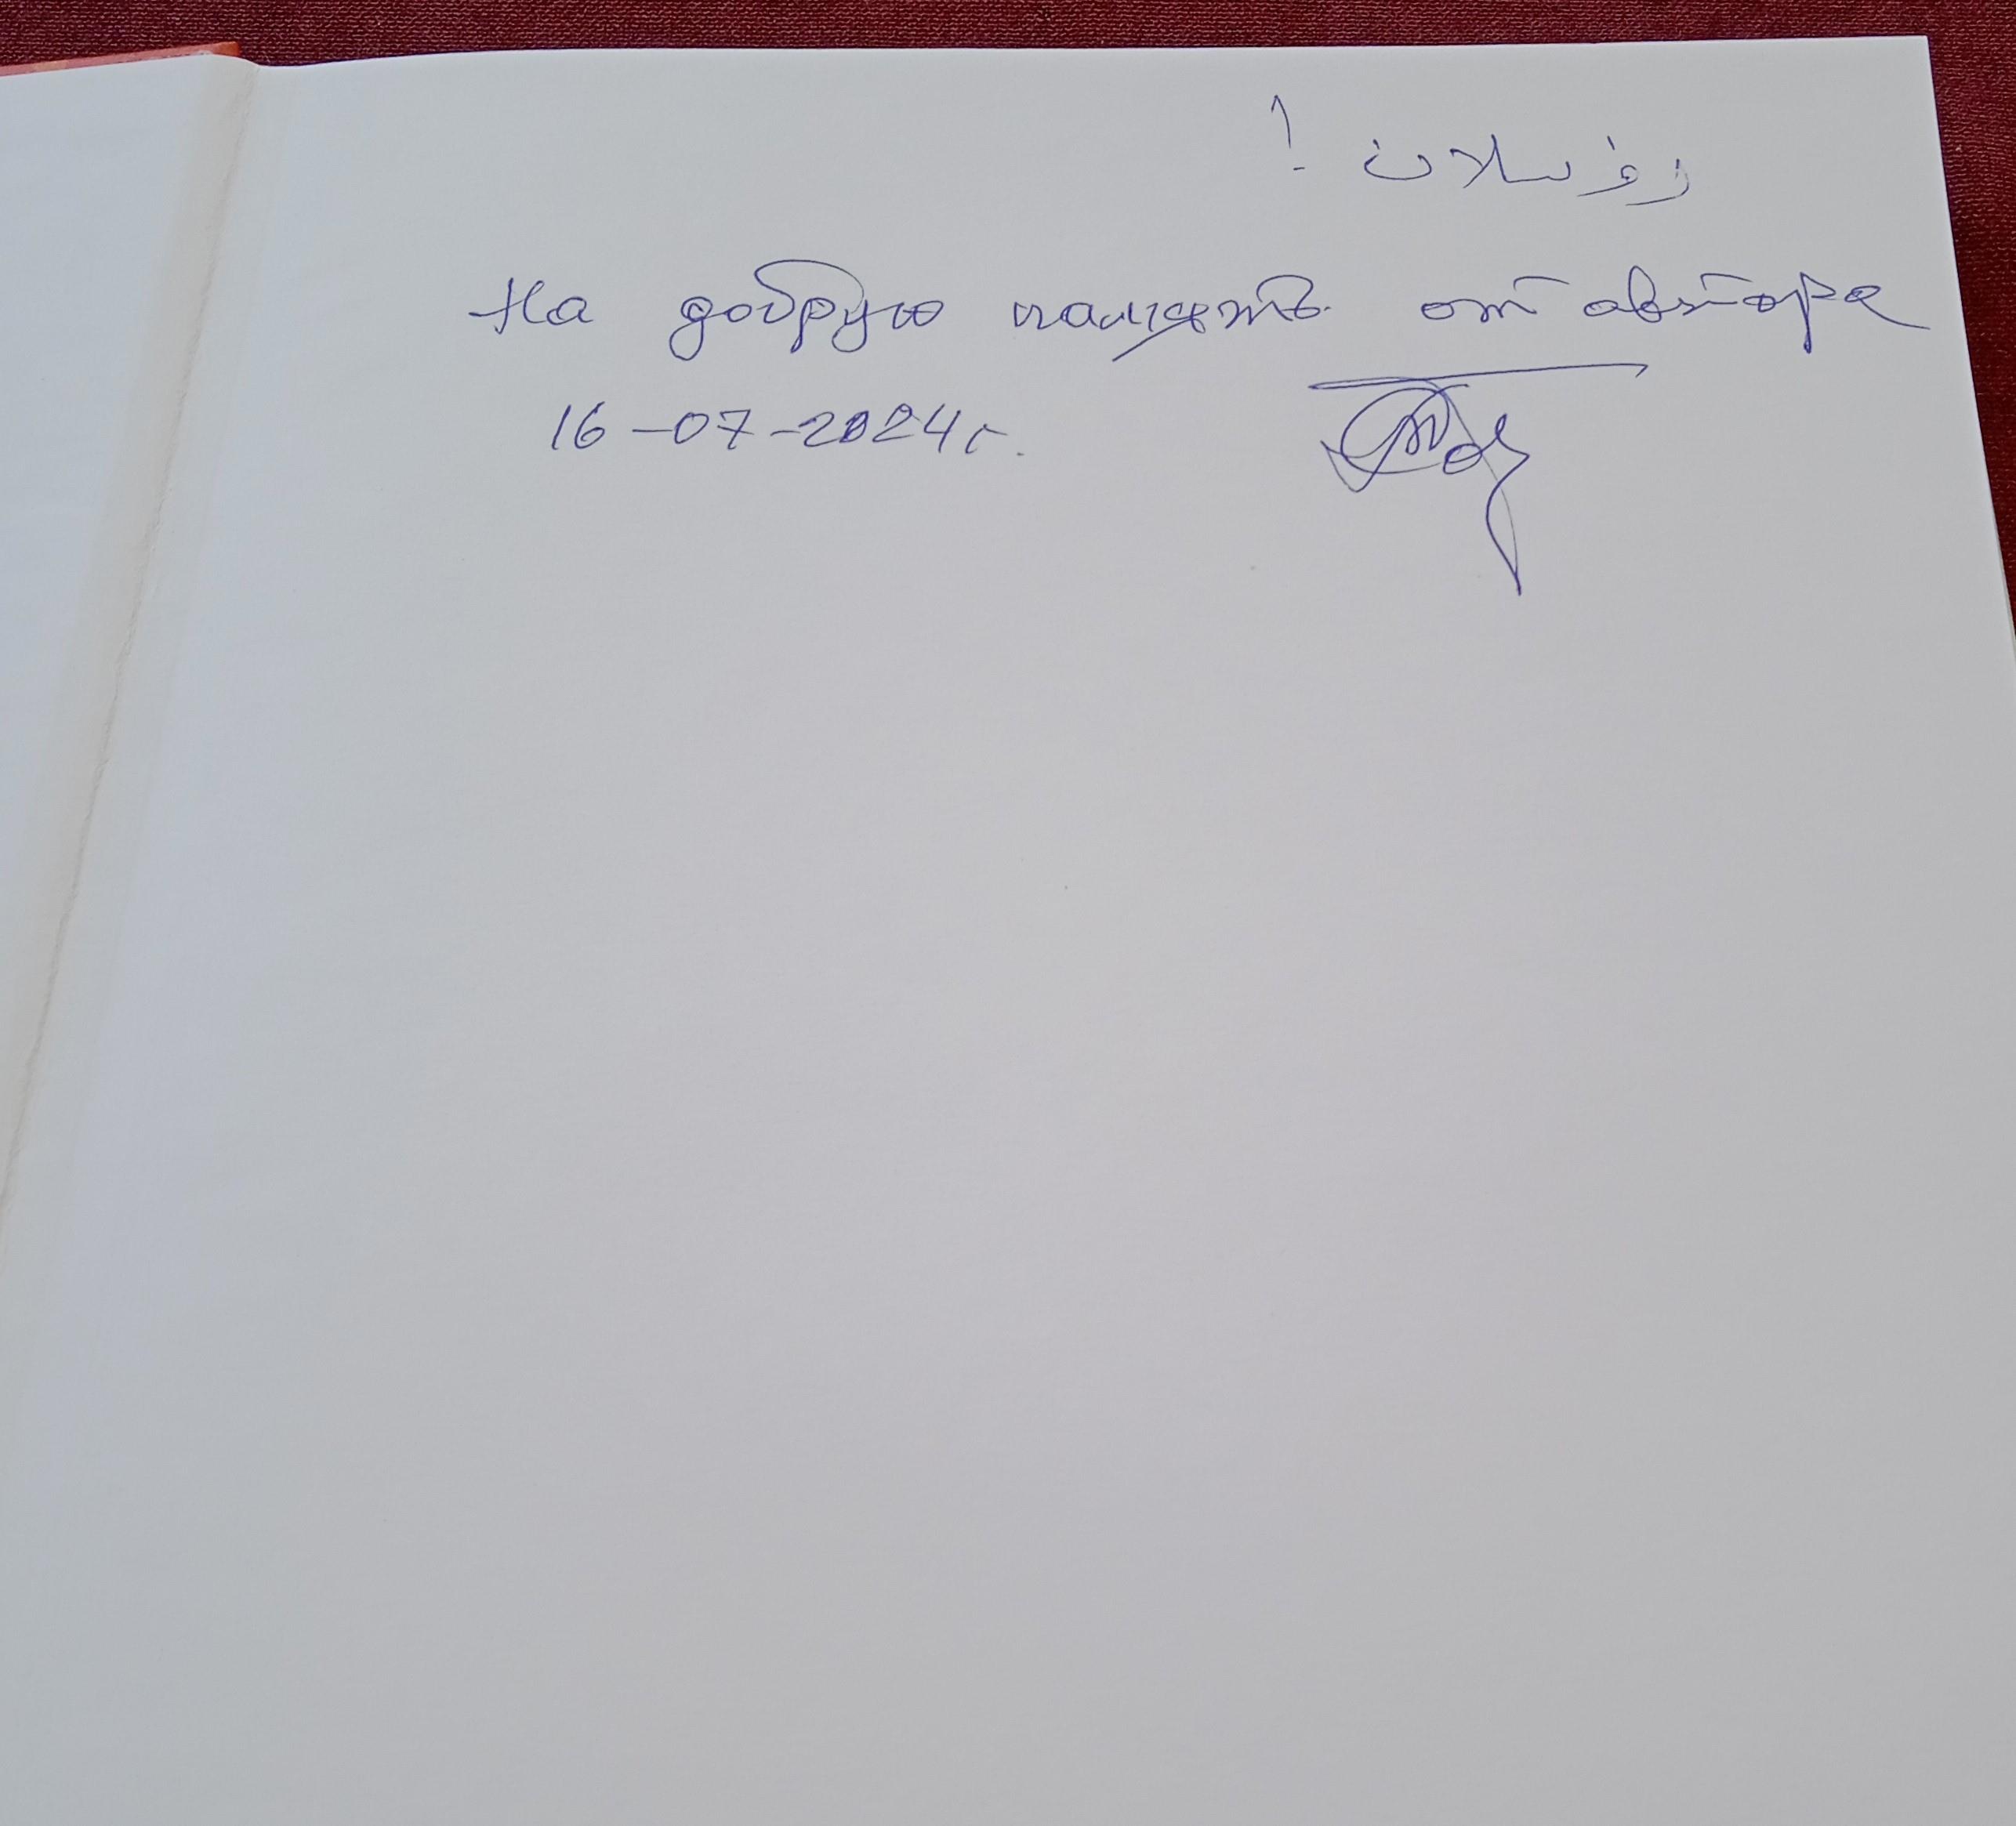 رۇسلان !
На добрую память от автора
16-07-2024г.